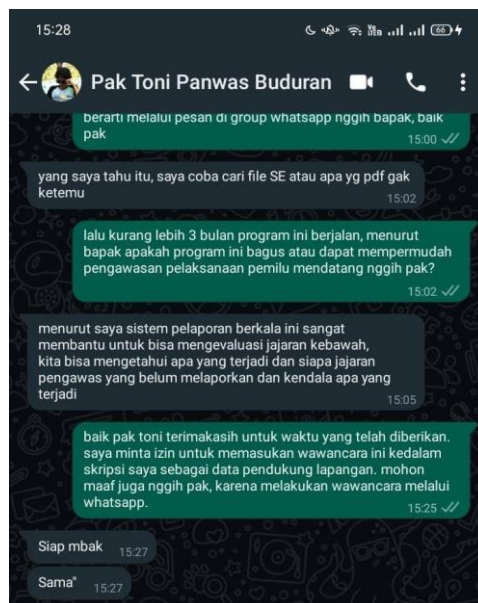 15:28
66
Pak Toni Panwas Buduran
berarti melalui pesan di group whatsapp nggih bapak, baik
pak
15:00
yang saya tahu itu, saya coba cari file SE atau apa yg pdf gak
ketemu
15:02
lalu kurang lebih 3 bulan program ini berjalan, menurut
bapak apakah program ini bagus atau dapat mempermudah
pengawasan pelaksanaan pemilu mendatang nggih pak?
15:02
menurut saya sistem pelaporan berkala ini sangat
membantu untuk bisa mengevaluasi jajaran kebawah,
kita bisa mengetahui apa yang terjadi dan siapa jajaran
pengawas yang belum melaporkan dan kendala apa yang
terjadi
15:05
baik pak toni terimakasih untuk waktu yang telah diberikan.
saya minta izin untuk memasukan wawancara ini kedalam
skripsi saya sebagai data pendukung lapangan. mohon
maaf juga nggih pak, karena melakukan wawancara melalui
whatsapp.
15:25
Siap mbak
15:27
Sama"
15:27